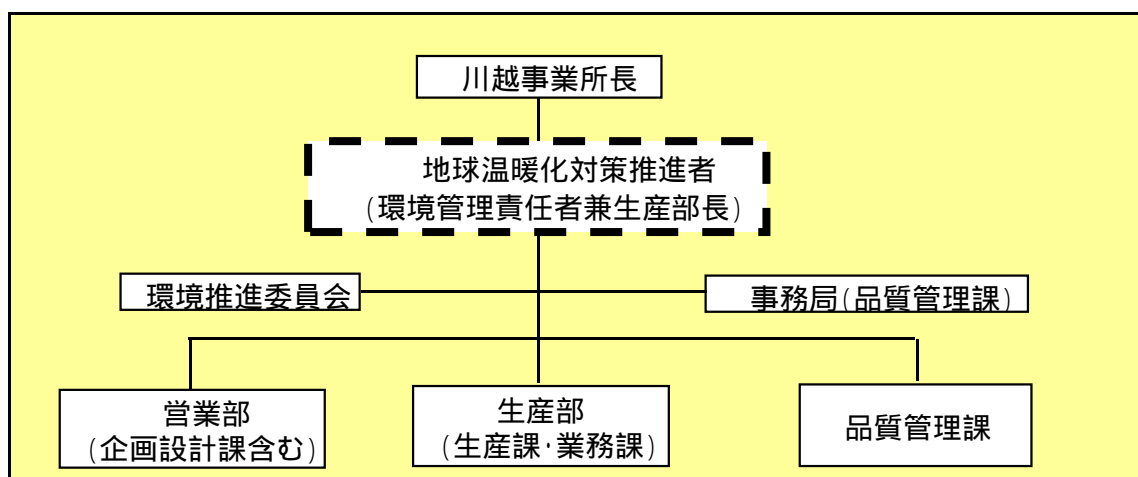 川越事業所長
地球温暖化対策推進者
(環境管理責任者兼生産部長)
環境推進委員会
事務局(品質管理課)
営業部
(企画設計課含む)
生産部
(生産課・業務課)
品質管理課